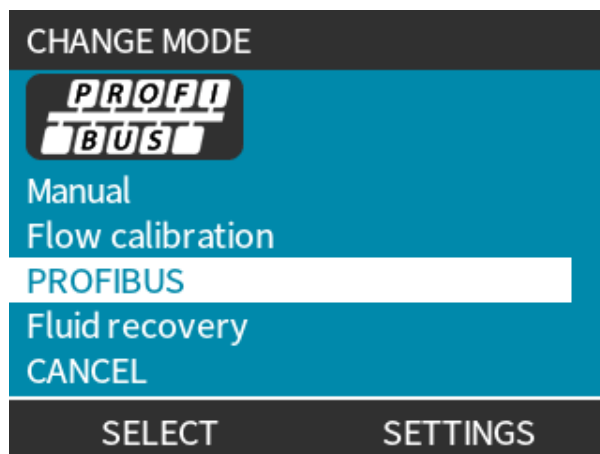 CHANGE MODE
PROFI
BUS
Manual
Flow calibration
PROFIBUS
Fluid recovery
CANCEL
SELECT SETTINGS